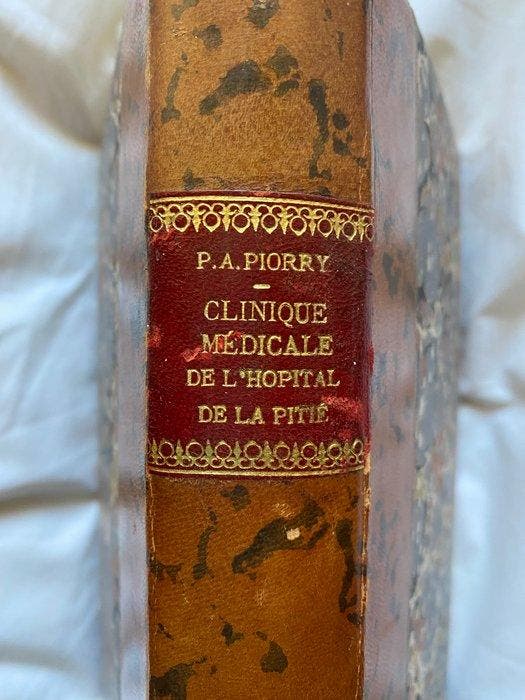 P.A.PIORRY
CLINIQUE
MÉDICALE
DE L'HOPITAL
DE LA PITIÉ